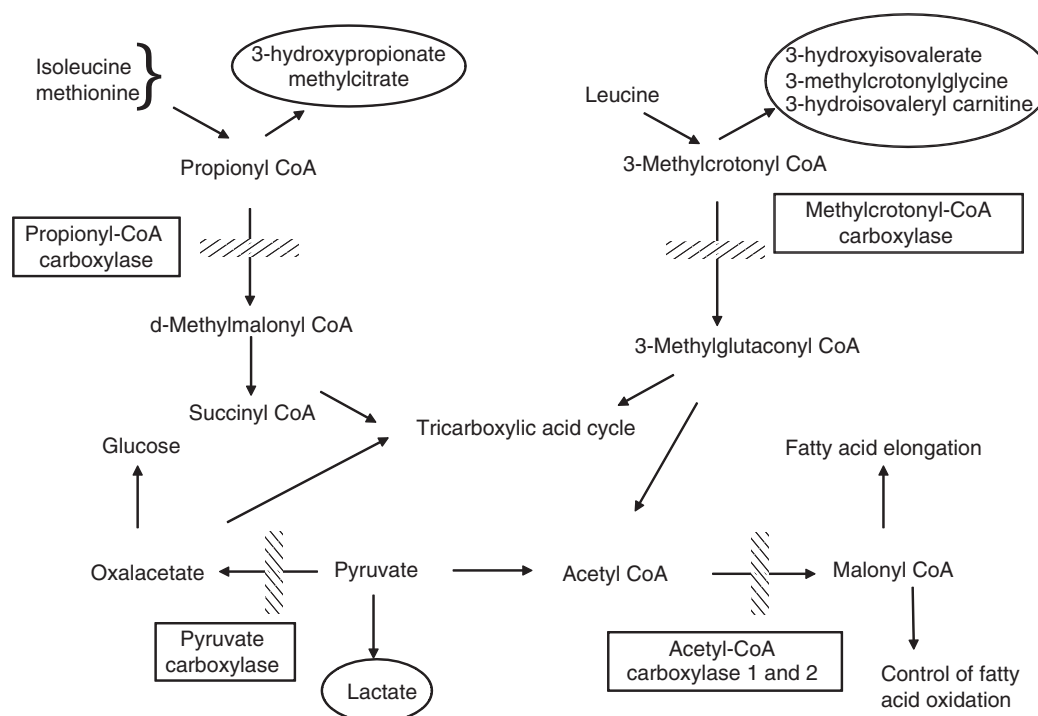 Isoleucine
methionine
3-hydroxypropionate
methylcitrate
Propionyl CoA
Propionyl-CoA
carboxylase
d-Methylmalonyl CoA
Succinyl CoA
Leucine
3-hydroxyisovalerate
3-methylcrotonylglycine
3-hydroisovaleryl carnitine
3-Methylcrotonyl CoA
Methylcrotonyl-CoA
carboxylase
3-Methylglutaconyl CoA
Tricarboxylic acid cycle
Glucose
Oxalacetate
Pyruvate
Pyruvate
carboxylase
Lactate
Acetyl CoA
Acetyl-CoA
carboxylase 1 and 2
Fatty acid elongation
Malonyl CoA
Control of fatty
acid oxidation